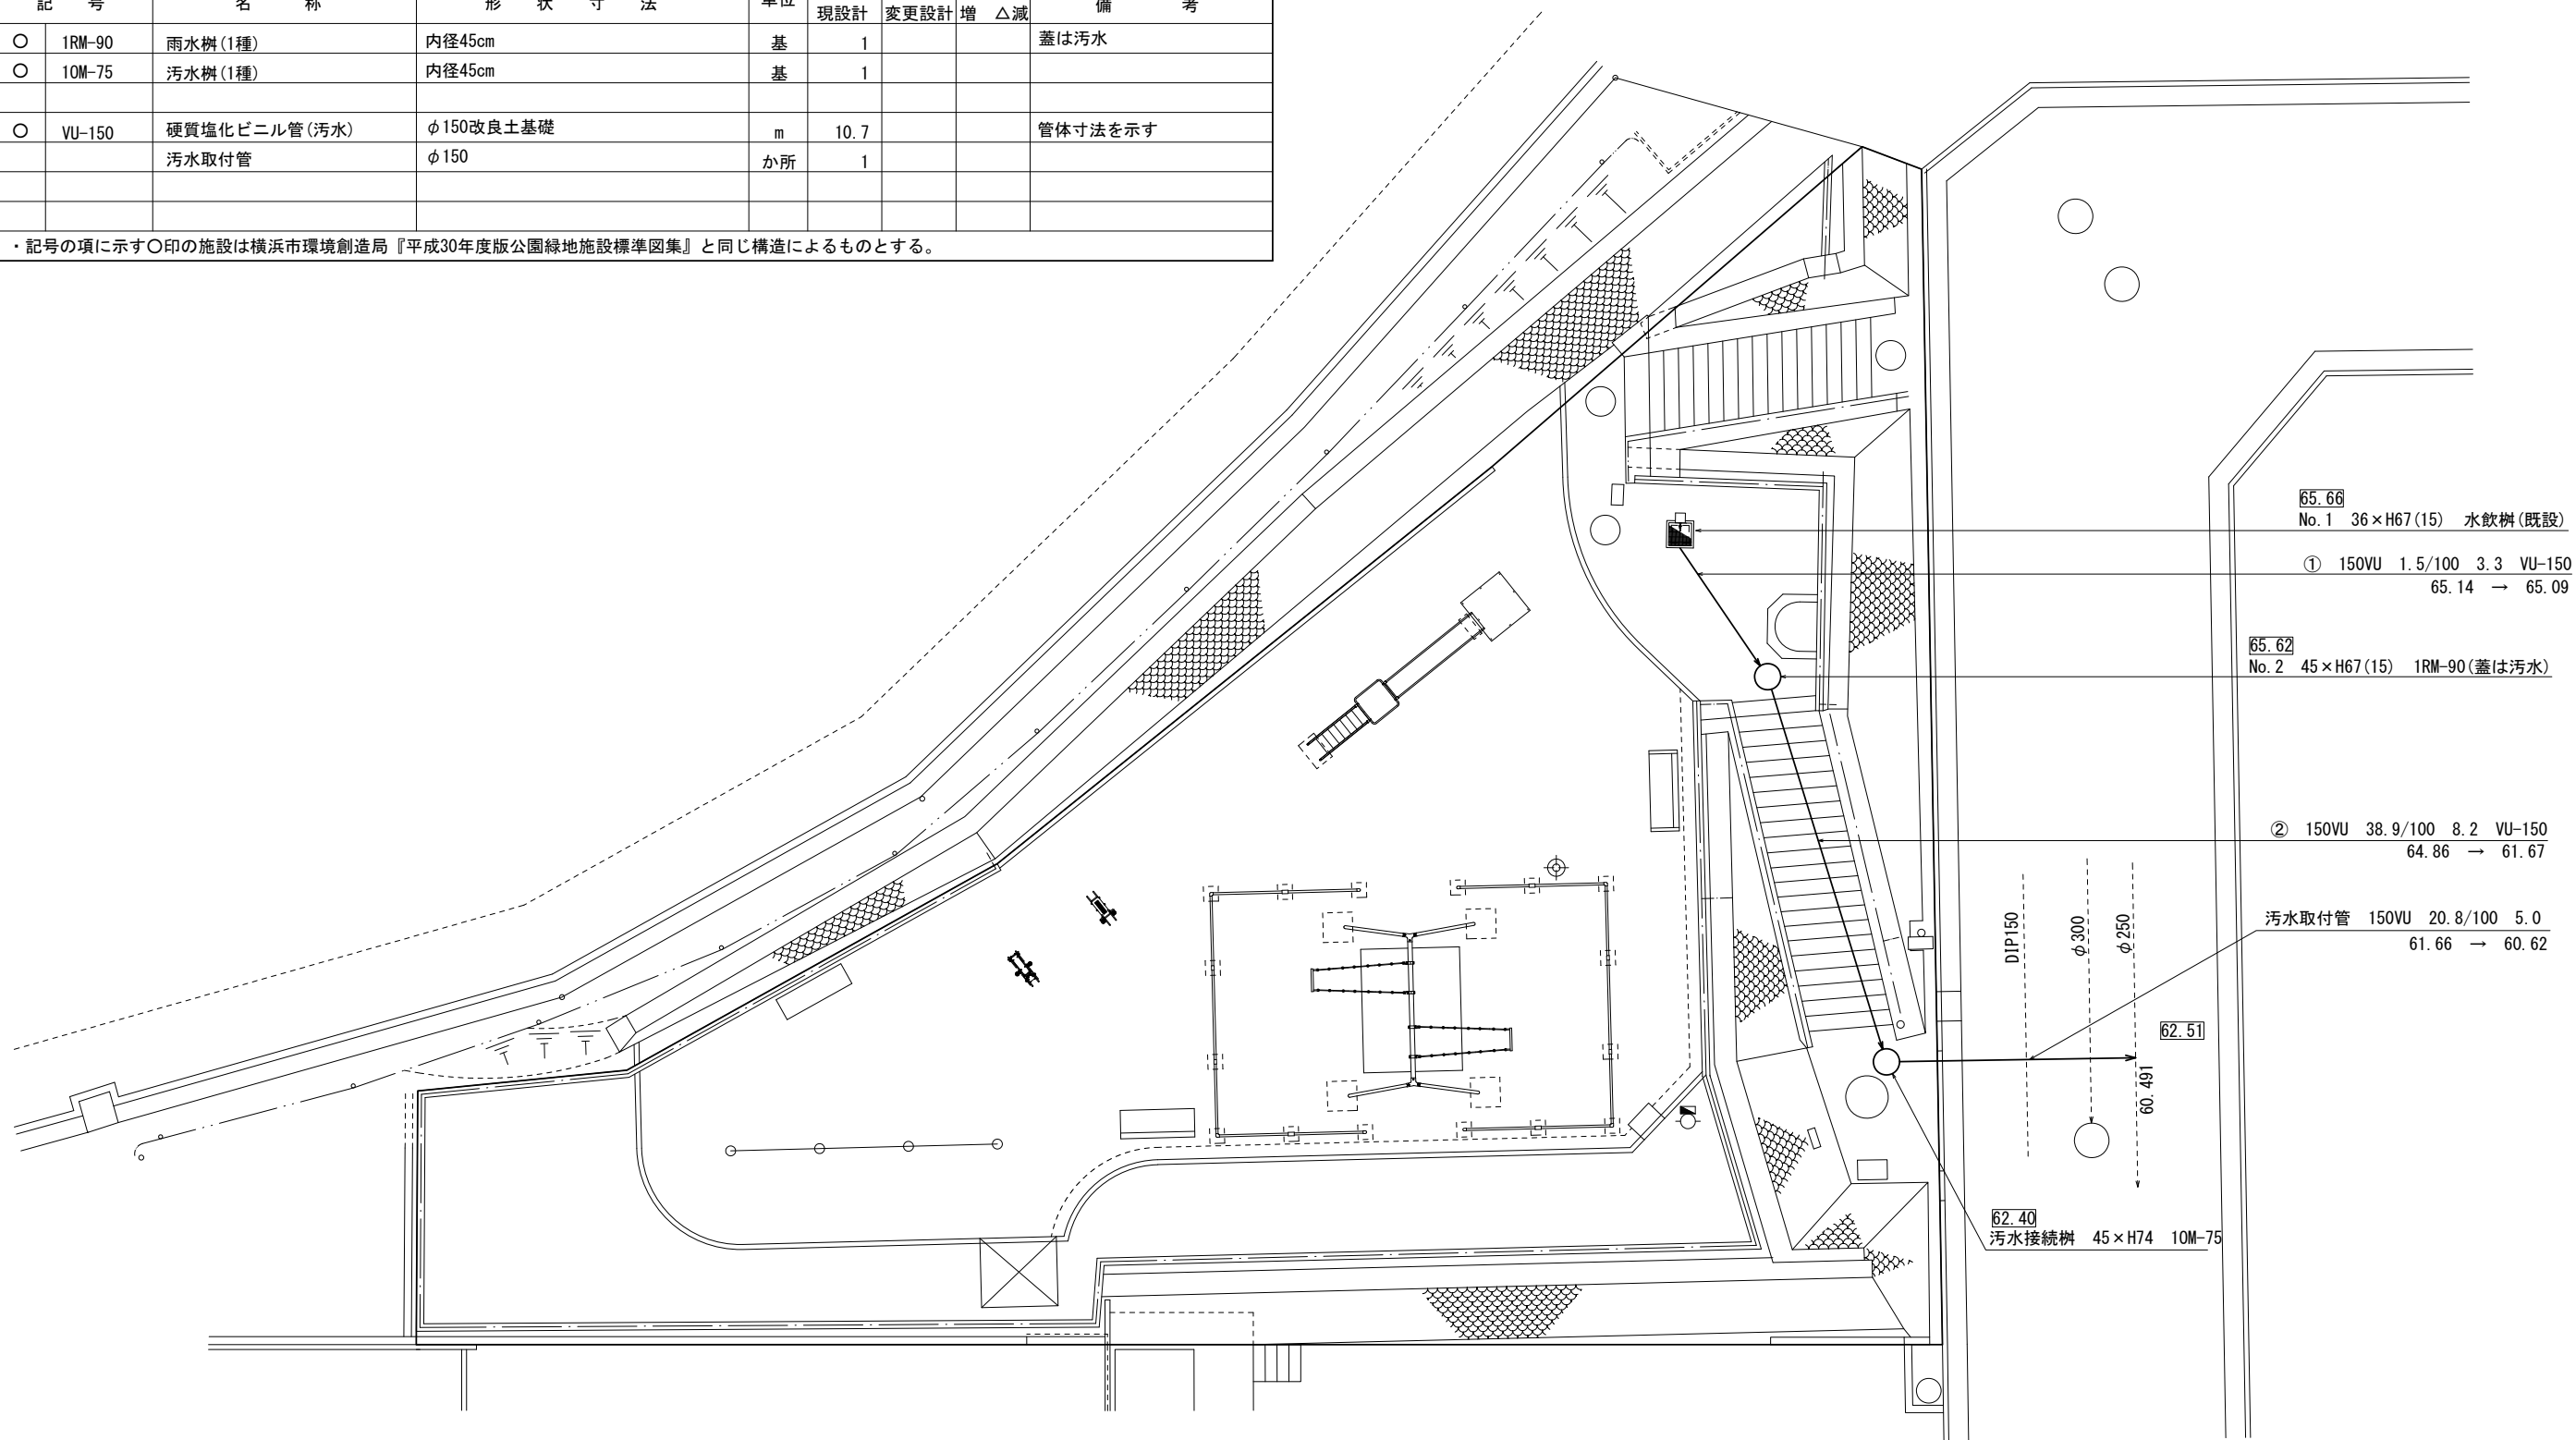 記 号 名 称 形 状 寸 法 単位 現設計 変更設計 増 △減 備 考
○ 1RM-90 雨水桝(1種) 内径45cm 基 1 蓋は汚水
○ 10M-75 汚水桝(1種) 内径45cm 基 1
○ VU-150 硬質塩化ビニル管(汚水) φ150改良土基礎 m 10.7 管体寸法を示す
汚水取付管 φ150 か所 1
・記号の項に示す○印の施設は横浜市環境創造局『平成30年度版公園緑地施設標準図集』と同じ構造によるものとする。
65.66
No.1 36×H67(15) 水飲桝(既設)
① 150VU 1.5/100 3.3 VU-150
65.14 → 65.09
65.62
No.2 45×H67(15) 1RM-90(蓋は汚水)
② 150VU 38.9/100 8.2 VU-150
64.86 → 61.67
汚水取付管 150VU 20.8/100 5.0
61.66 → 60.62
DIP150
φ300
φ250
62.51
60.491
62.40
汚水接続桝 45×H74 10M-75